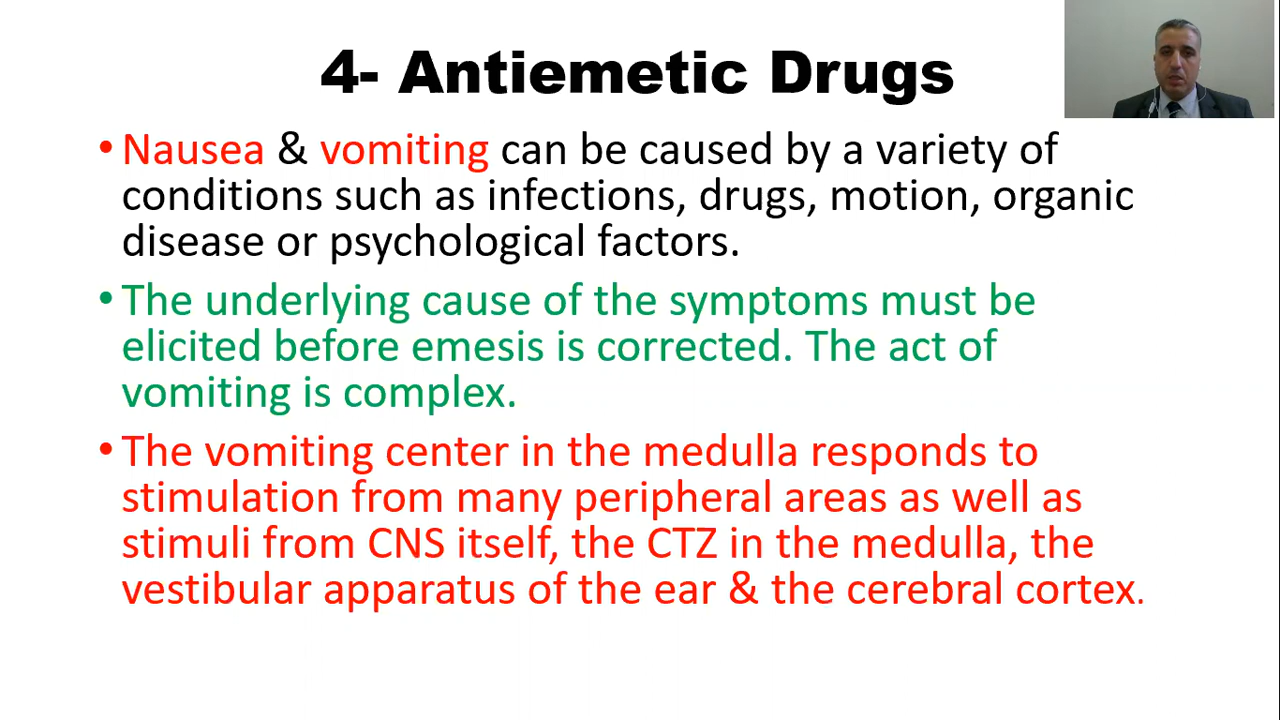 4- Antiemetic Drugs
• Nausea & vomiting can be caused by a variety of
conditions such as infections, drugs, motion, organic
disease or psychological factors.
• The underlying cause of the symptoms must be
elicited before emesis is corrected. The act of
vomiting is complex.
• The vomiting center in the medulla responds to
stimulation from many peripheral areas as well as
stimuli from CNS itself, the CTZ in the medulla, the
vestibular apparatus of the ear & the cerebral cortex.